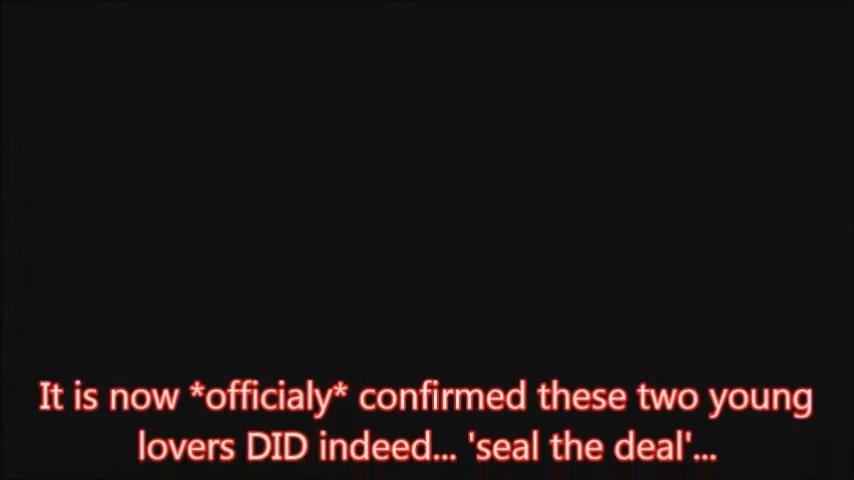 It is now *officialy* confirmed these two young
lovers DID indeed... 'seal the deal'...